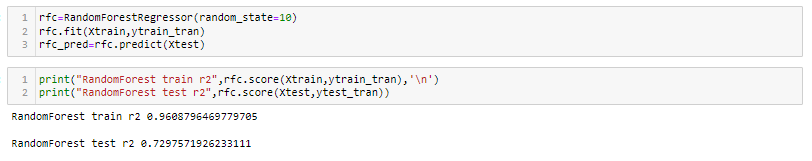 1 rfc=RandomForestRegressor(random_state=10)
2 rfc.fit(Xtrain,ytrain_tran)
3 rfc_pred=rfc.predict(Xtest)
1 print("RandomForest train r2",rfc.score(Xtrain,ytrain_tran),'\n')
2 print("RandomForest test r2",rfc.score(Xtest,ytest_tran))
RandomForest train r2 0.9608796469779705
RandomForest test r2 0.7297571926233111